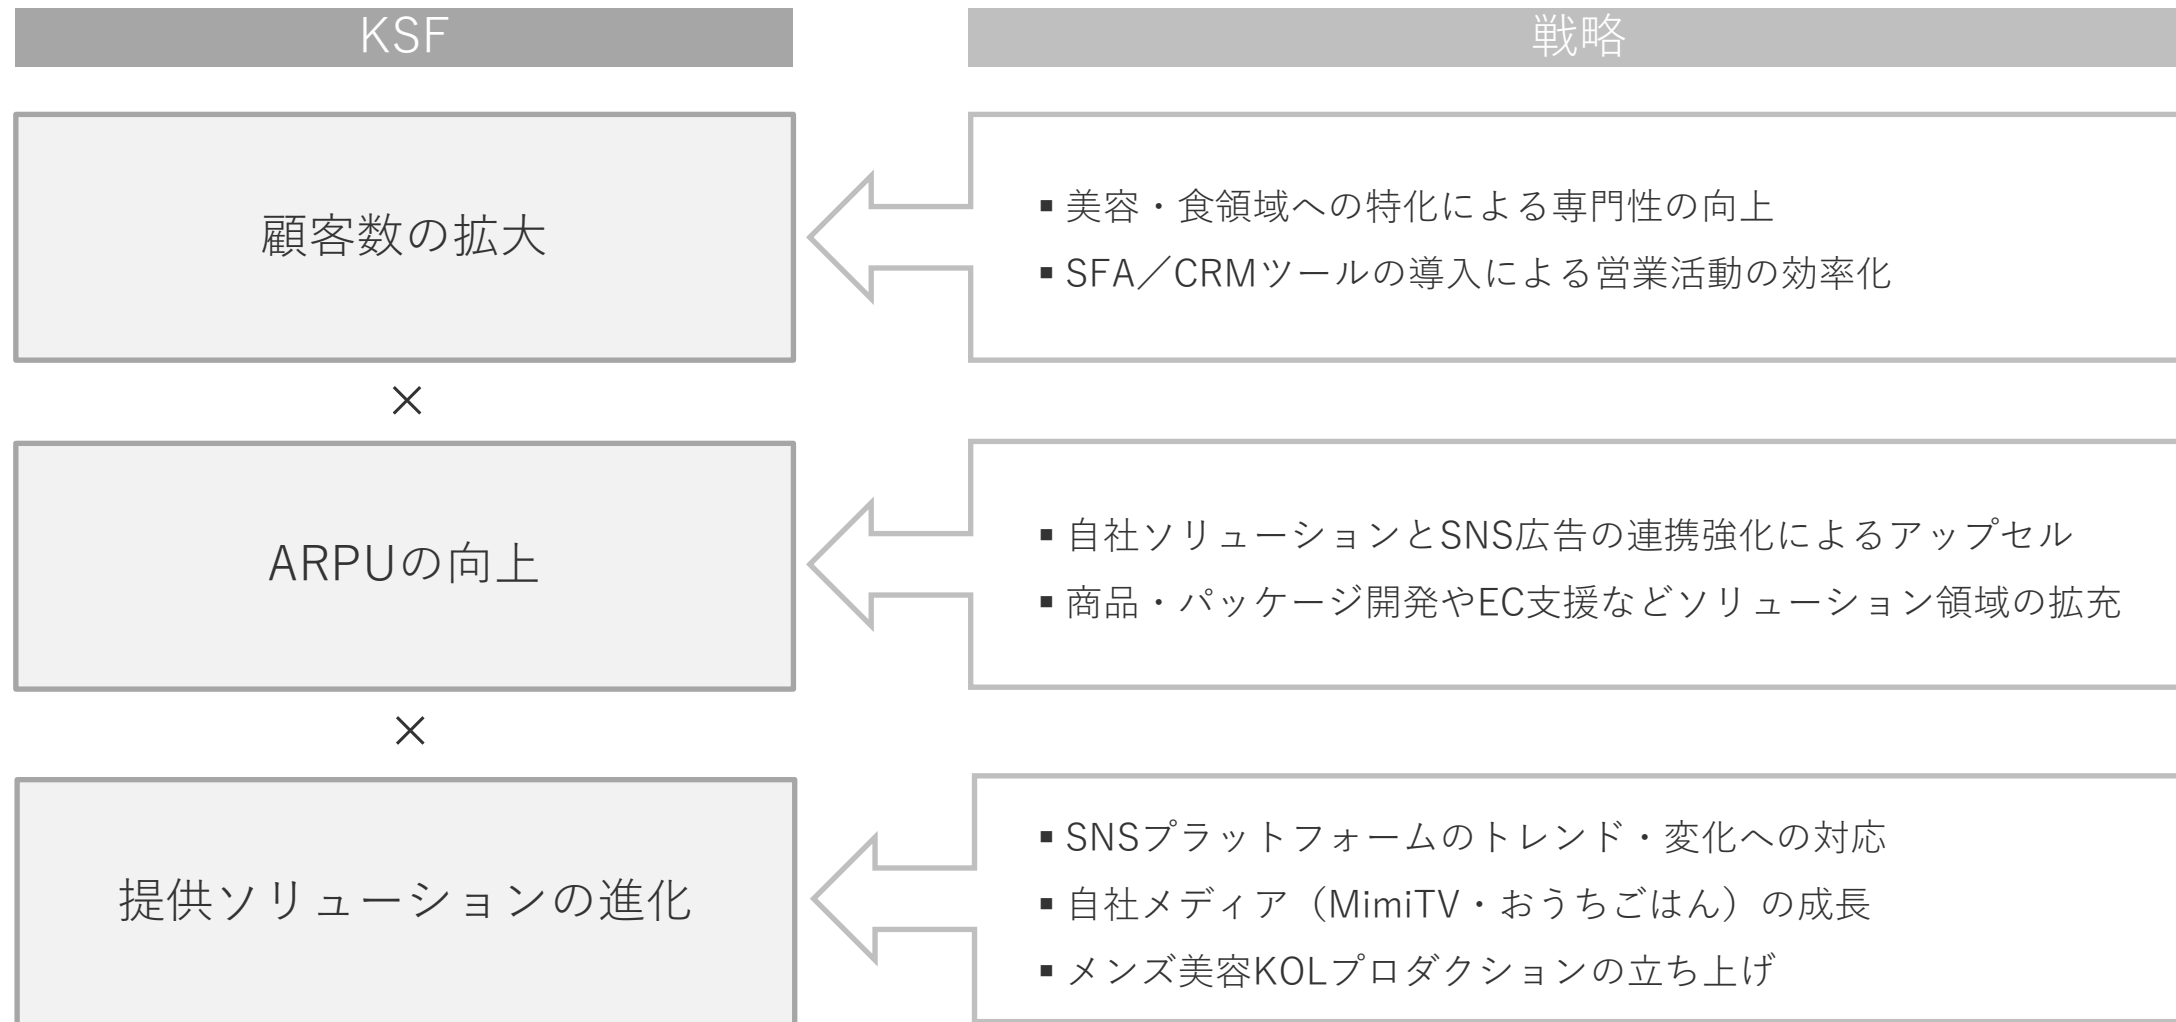 KSF
戦略
顧客数の拡大
▪ 美容・食領域への特化による専門性の向上
▪ SFA／CRMツールの導入による営業活動の効率化
×
ARPUの向上
▪ 自社ソリューションとSNS広告の連携強化によるアップセル
▪ 商品・パッケージ開発やEC支援などソリューション領域の拡充
×
提供ソリューションの進化
▪ SNSプラットフォームのトレンド・変化への対応
▪ 自社メディア（MimiTV・おうちごはん）の成長
▪ メンズ美容KOLプロダクションの立ち上げ